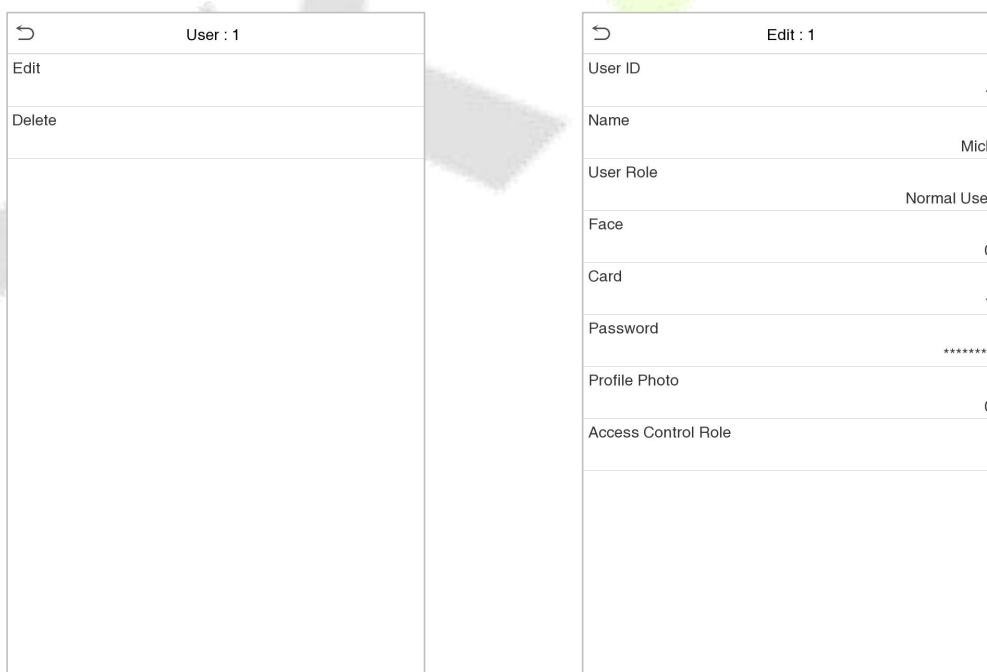 User : 1
Edit
Delete
Edit : 1
User ID
Name
User Role
Normal
Face
Card
Password
Profile Photo
Access Control Role